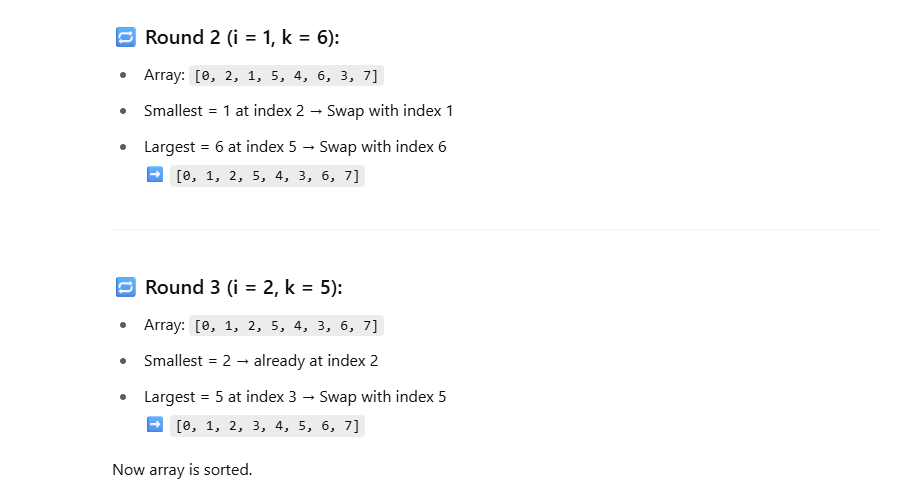 🔁 Round 2 (i = 1, k = 6):
• Array: [0, 2, 1, 5, 4, 6, 3, 7]
• Smallest = 1 at index 2 → Swap with index 1
• Largest = 6 at index 5 → Swap with index 6
➡️ [0, 1, 2, 5, 4, 3, 6, 7]
🔁 Round 3 (i = 2, k = 5):
• Array: [0, 1, 2, 5, 4, 3, 6, 7]
• Smallest = 2 → already at index 2
• Largest = 5 at index 3 → Swap with index 5
➡️ [0, 1, 2, 3, 4, 5, 6, 7]
Now array is sorted.